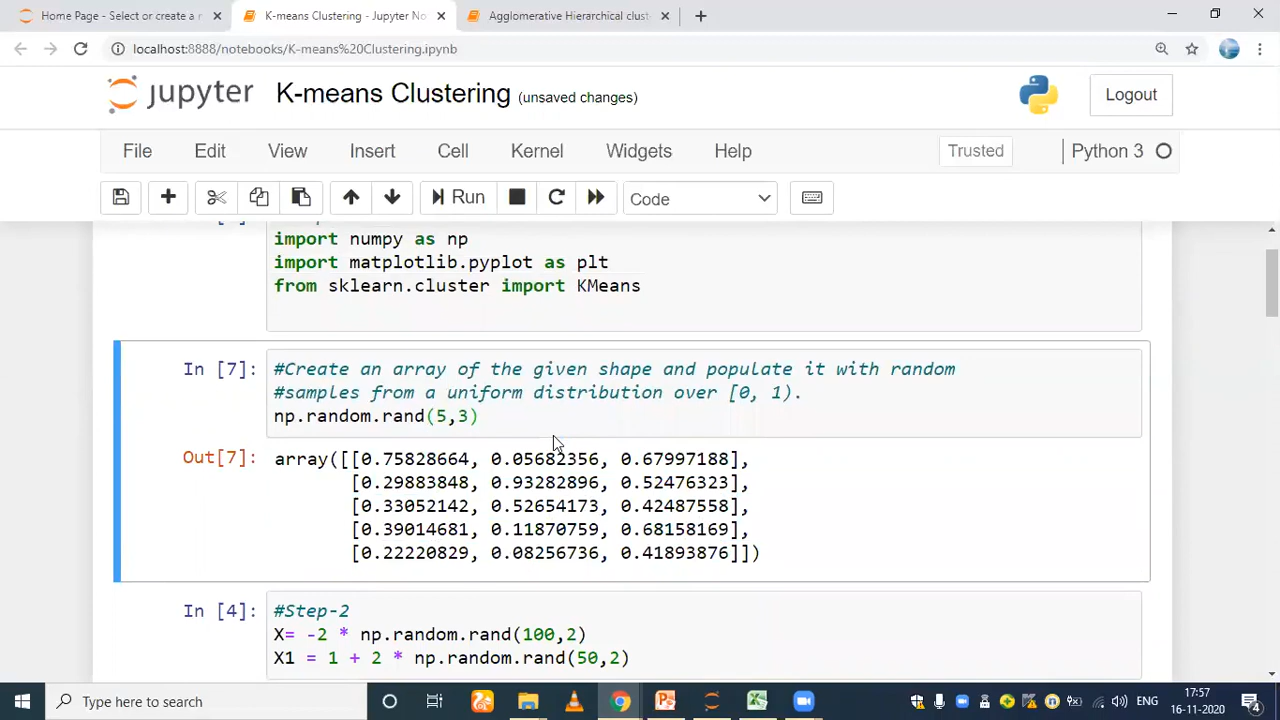 Home Page - Select or create a n
K-means Clustering - Jupyter No
Agglomerative Hierarchical clust
localhost:8888/notebooks/K-means%20Clustering.ipynb
jupyter K-means Clustering (unsaved changes)
Logout
File Edit View Insert Cell Kernel Widgets Help Trusted Python 3
Run Code
import numpy as np
import matplotlib.pyplot as plt
from sklearn.cluster import KMeans
In [7]: #Create an array of the given shape and populate it with random
#samples from a uniform distribution over [0, 1).
np.random.rand(5,3)
Out[7]: array([[0.75828664, 0.05682356, 0.67997188],
[0.29883848, 0.93282896, 0.52476323],
[0.33052142, 0.52654173, 0.42487558],
[0.39014681, 0.11870759, 0.68158169],
[0.22220829, 0.08256736, 0.41893876]])
In [4]: #Step-2
X= -2 * np.random.rand(100,2)
X1 = 1 + 2 * np.random.rand(50,2)
Type here to search
ENG
17:57
16-11-2020
4